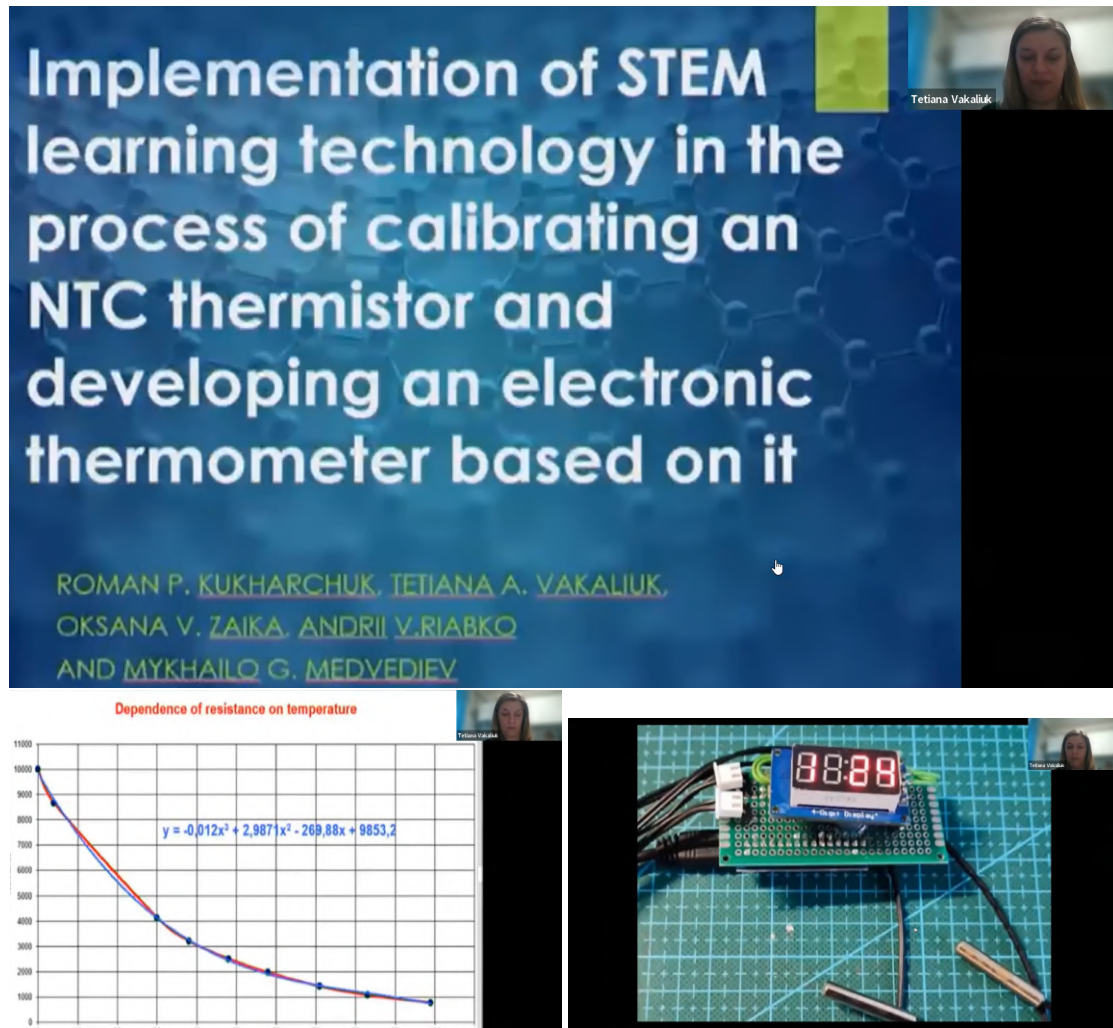 Implementation of STEM
learning technology in the
process of calibrating an
NTC thermistor and
developing an electronic
thermometer based on it
ROMAN P. KUKHARCHUK, TETIANA A. VAKALIUK,
OKSANA V. ZAIKA, ANDRII V.RIABKO
AND MYKHAILO G. MEDVEDIEV
Tetiana Vakaliuk
Dependence of resistance on temperature
Tetiana Vakaliuk
11000
10000
9000
8000
7000
6000
5000
4000
3000
2000
1000
0
y = -0,012x³ + 2,9871x² - 269,88x + 9853,2
Tetiana Vakaliuk
4-Digit Display